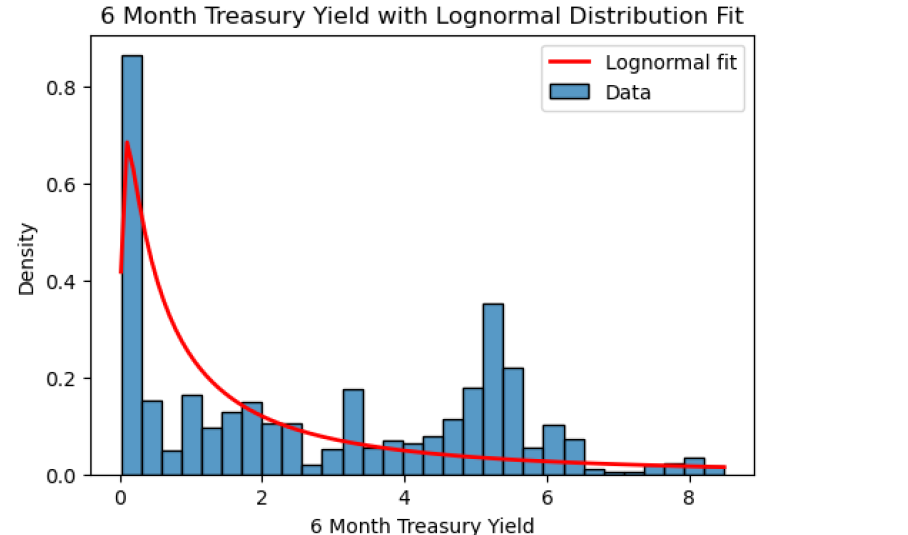 6 Month Treasury Yield with Lognormal Distribution Fit
Lognormal fit
Data
Density
0.8
0.6
0.4
0.2
0.0
0 2 4 6 8
6 Month Treasury Yield